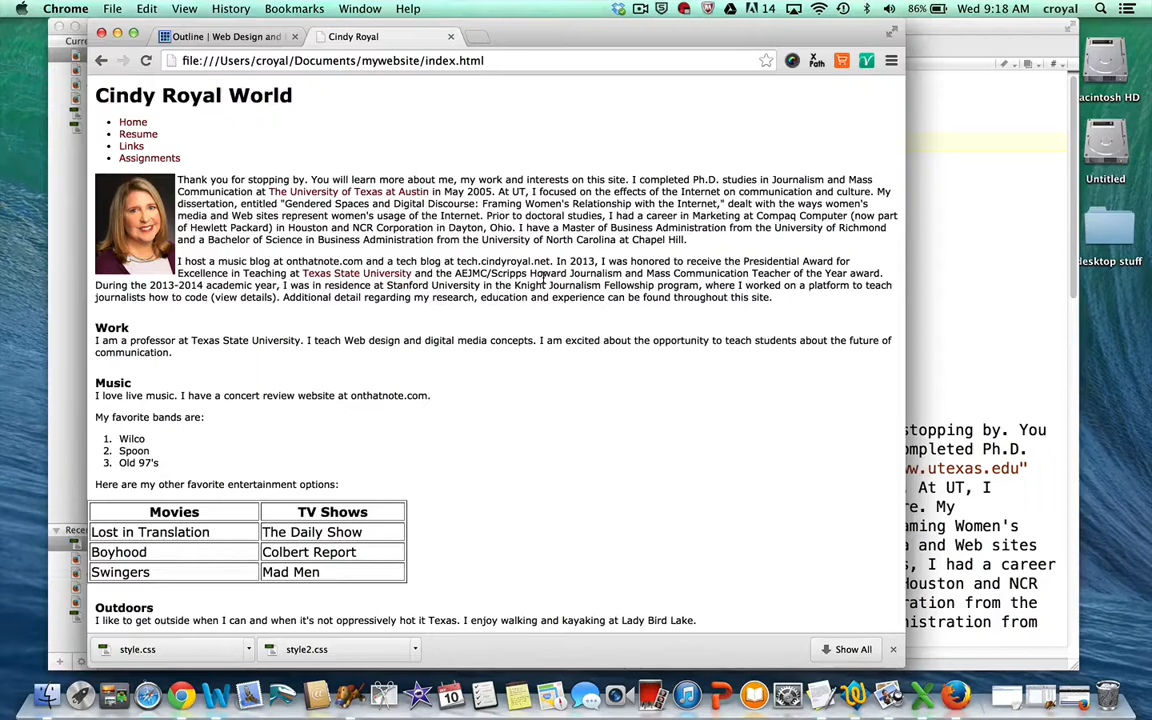 Chrome File Edit View History Bookmarks Window Help 14 86% Wed 9:18 AM croyal
Outline | Web Design and
Cindy Royal
file:///Users/croyal/Documents/mywebsite/index.html
Cindy Royal World
Home
Resume
Links
Assignments
Thank you for stopping by. You will learn more about me, my work and interests on this site. I completed Ph.D. studies in Journalism and Mass
Communication at The University of Texas at Austin in May 2005. At UT, I focused on the effects of the Internet on communication and culture. My
dissertation, entitled "Gendered Spaces and Digital Discourse: Framing Women's Relationship with the Internet," dealt with the ways women's
media and Web sites represent women's usage of the Internet. Prior to doctoral studies, I had a career in Marketing at Compaq Computer (now part
of Hewlett Packard) in Houston and NCR Corporation in Dayton, Ohio. I have a Master of Business Administration from the University of Richmond
and a Bachelor of Science in Business Administration from the University of North Carolina at Chapel Hill.
I host a music blog at onthatnote.com and a tech blog at tech.cindyroyal.net. In 2013, I was honored to receive the Presidential Award for
Excellence in Teaching at Texas State University and the AEJMC/Scripps Howard Journalism and Mass Communication Teacher of the Year award.
During the 2013-2014 academic year, I was in residence at Stanford University in the Knight Journalism Fellowship program, where I worked on a platform to teach
journalists how to code (view details). Additional detail regarding my research, education and experience can be found throughout this site.
Work
I am a professor at Texas State University. I teach Web design and digital media concepts. I am excited about the opportunity to teach students about the future of
communication.
Music
I love live music. I have a concert review website at onthatnote.com.
My favorite bands are:
1. Wilco
2. Spoon
3. Old 97's
Here are my other favorite entertainment options:
Movies TV Shows
Lost in Translation The Daily Show
Boyhood Colbert Report
Swingers Mad Men
Outdoors
I like to get outside when I can and when it's not oppressively hot it Texas. I enjoy walking and kayaking at Lady Bird Lake.
style.css style2.css Show All
Curre
Rece
stopping by. You
ompleted Ph.D.
w.utexas.edu"
. At UT, I
re. My
aming Women's
a and Web sites
s, I had a career
Houston and NCR
ration from the
ministration from
acintosh HD
Untitled
desktop stuff